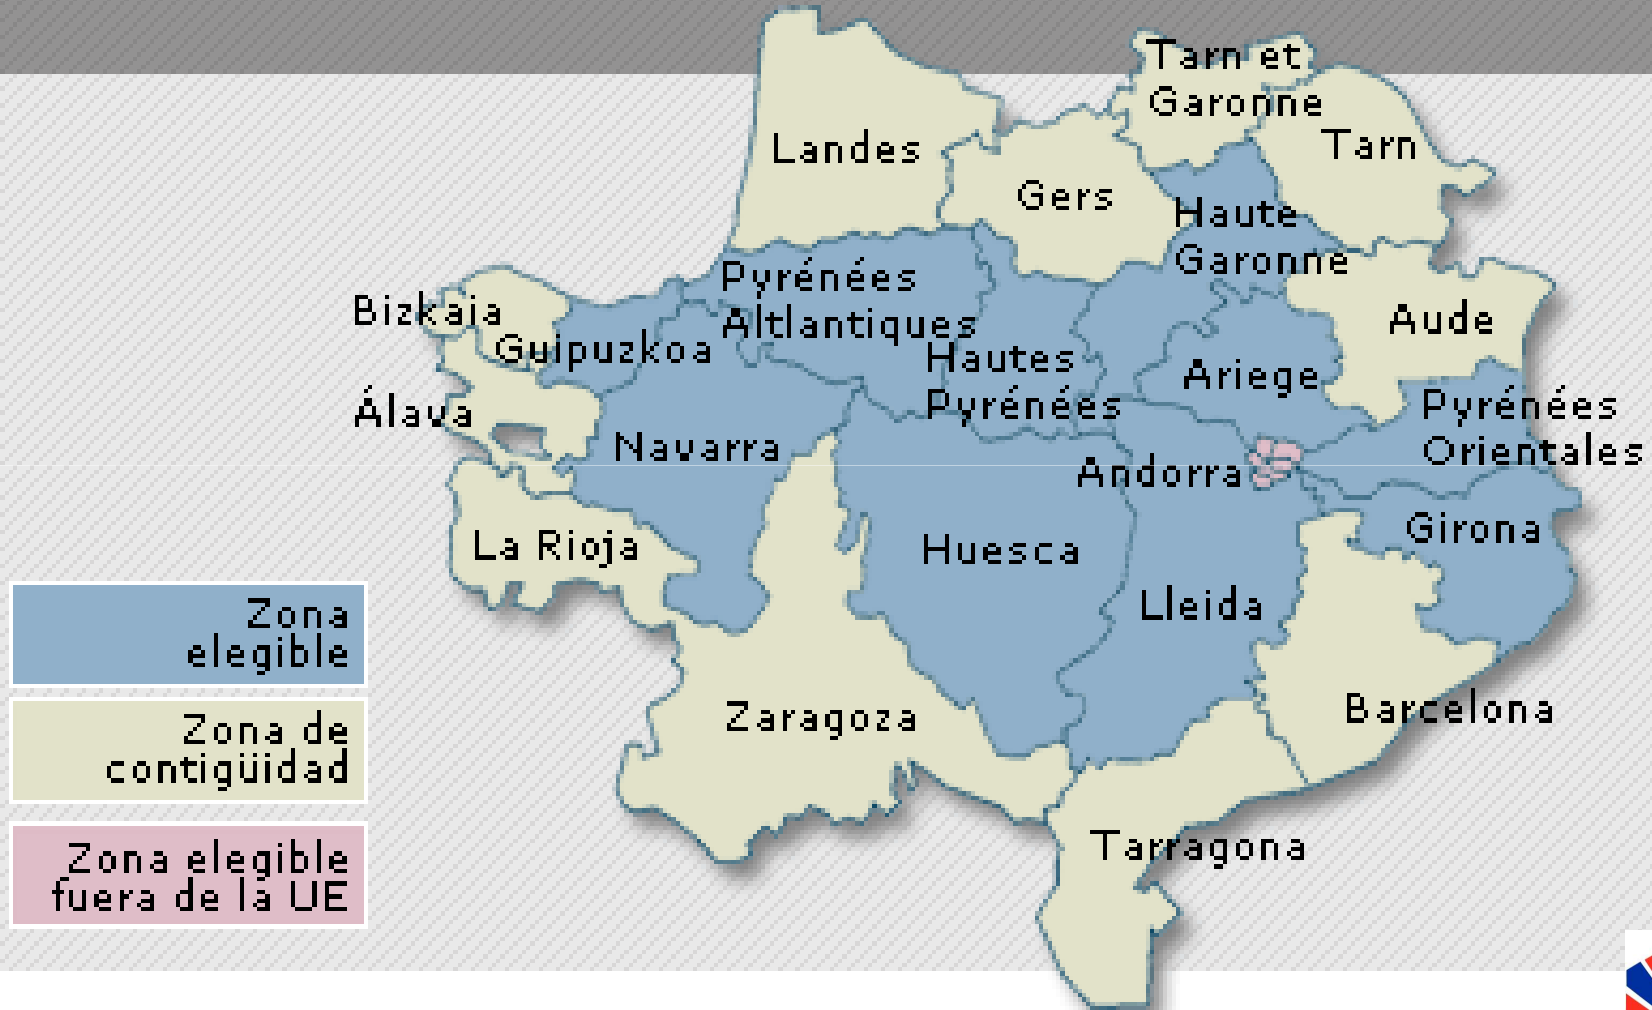 Tarn et
Garonne
Landes
Tarn
Gers
Haute
Garonne
Pyrénées
Altlantiques
Bizkaia
Aude
Guipuzkoa
Hautes
Pyrénées
Ariege
Álava
Pyrénées
Orientales
Navarra
Andorra
Girona
La Rioja
Huesca
Lleida
Zona
elegible
Zaragoza
Barcelona
Zona de
contigüidad
Tarragona
Zona elegible
fuera de la UE